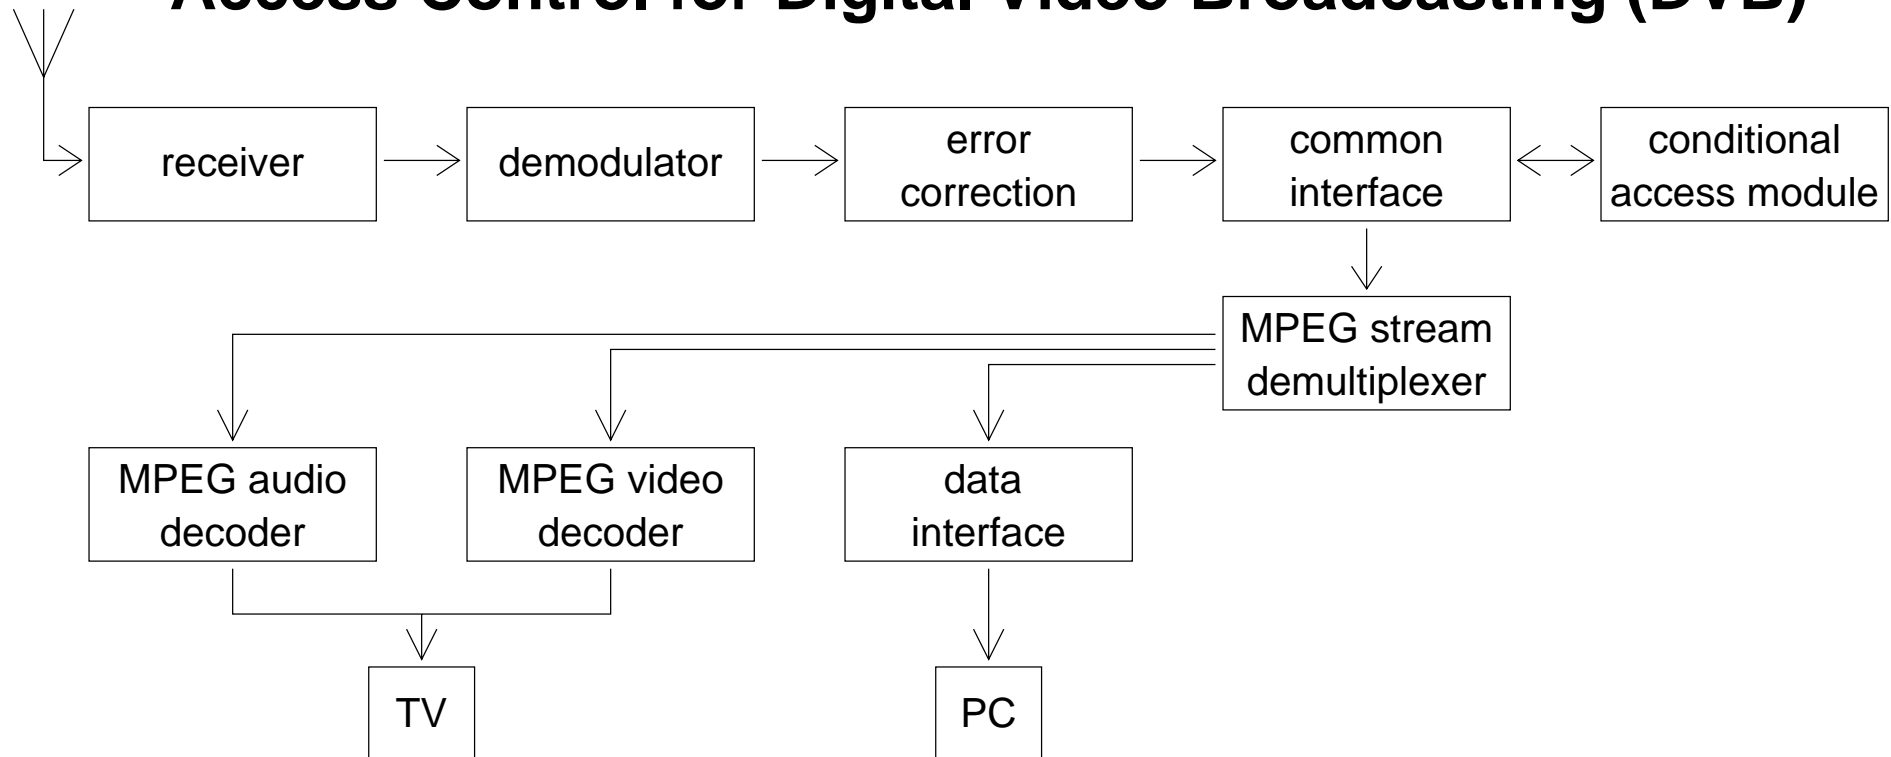 Access Control for Digital Video Broadcasting (DVB)
receiver
demodulator
error
correction
common
interface
conditional
access module
MPEG stream
demultiplexer
MPEG audio
decoder
MPEG video
decoder
data
interface
TV
PC